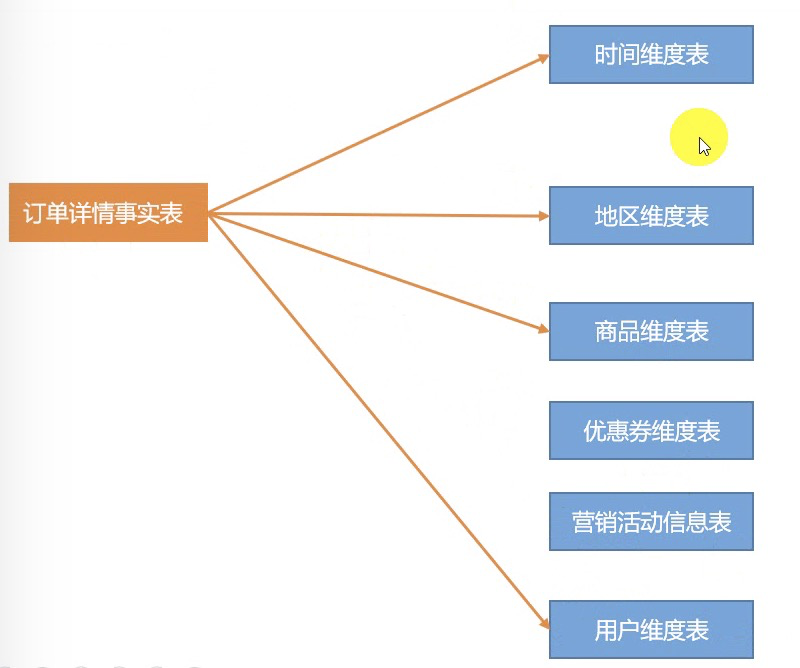 时间维度表
订单详情事实表
地区维度表
商品维度表
优惠券维度表
营销活动信息表
用户维度表